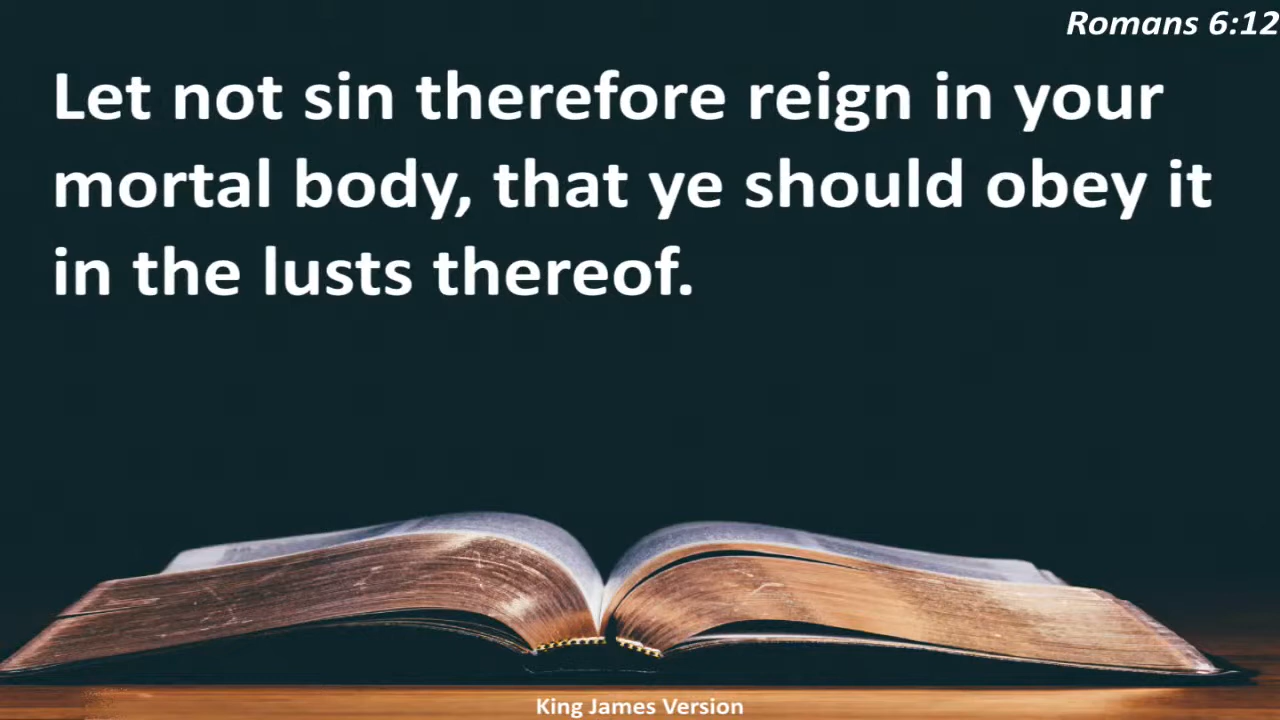 Romans 6:12
Let not sin therefore reign in your
mortal body, that ye should obey it
in the lusts thereof.
King James Version